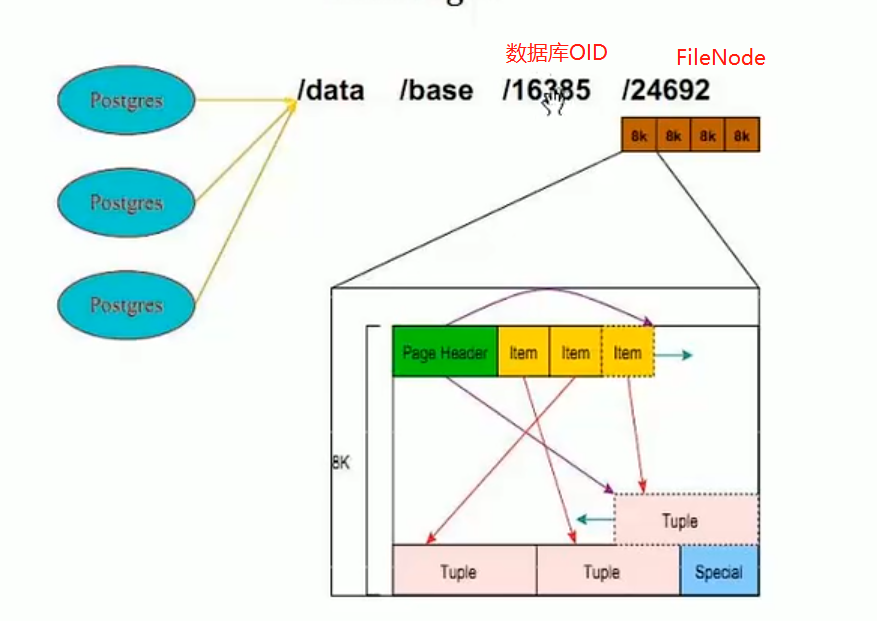 数据库OID
FileNode
/data /base /16385 /24692
Postgres
Postgres
Postgres
8k 8k 8k 8k
Page Header Item Item Item
8K
Tuple
Tuple Tuple Special